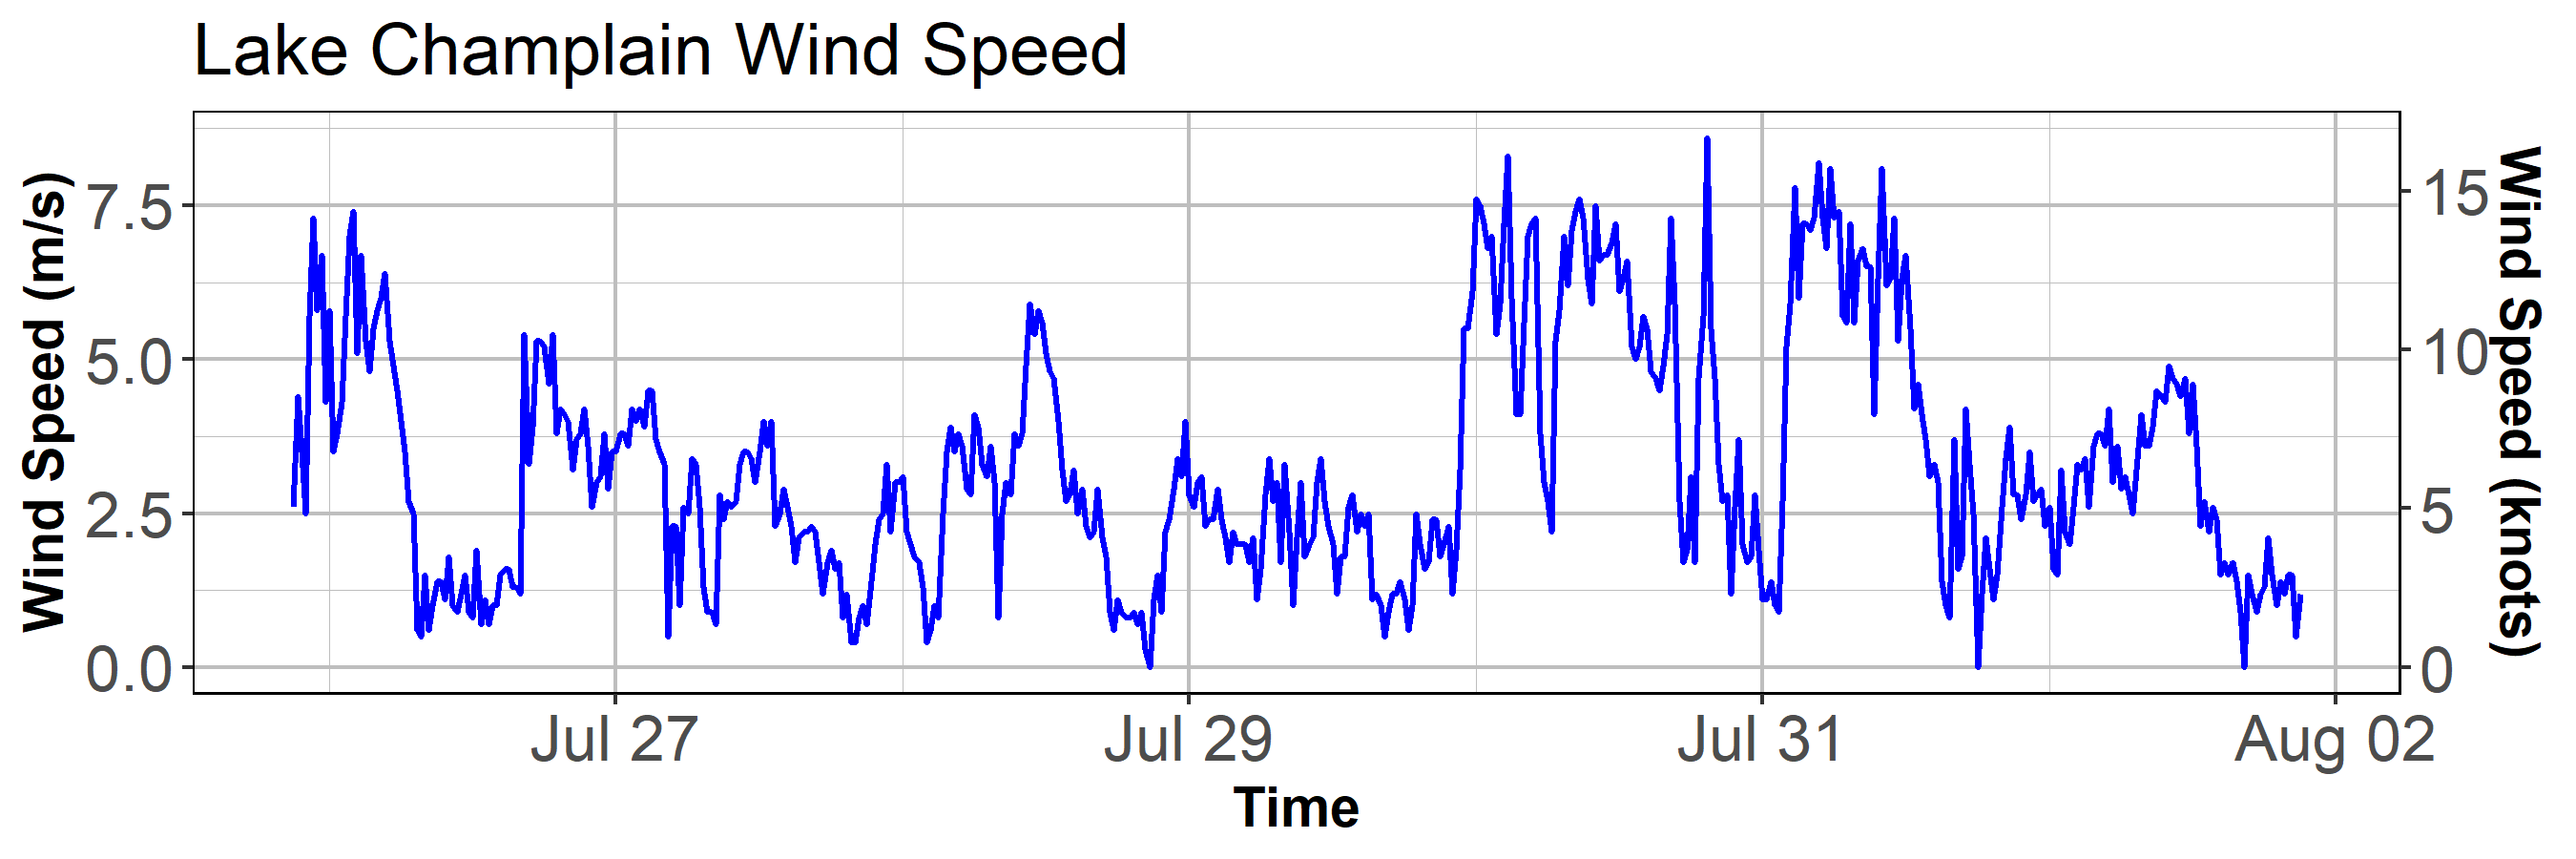 Lake Champlain Wind Speed
Wind Speed (m/s)
7.5
5.0
2.5
0.0
15
10
5
0
Wind Speed (knots)
Jul 27
Jul 29
Jul 31
Aug 02
Time